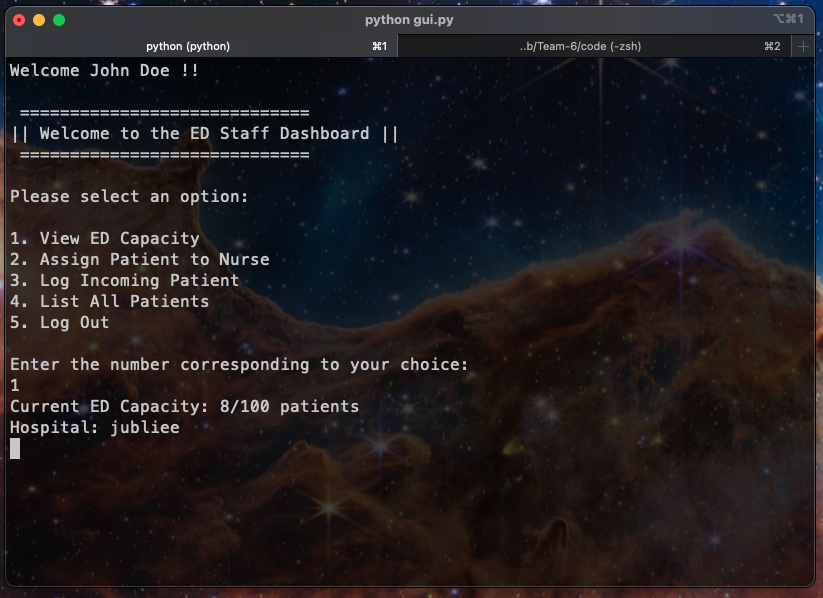 python gui.py
⌥⌘1
python (python) ⌘1 ..b/Team-6/code (-zsh) ⌘2 +
Welcome John Doe !!
=============================
|| Welcome to the ED Staff Dashboard ||
=============================
Please select an option:
1. View ED Capacity
2. Assign Patient to Nurse
3. Log Incoming Patient
4. List All Patients
5. Log Out
Enter the number corresponding to your choice:
1
Current ED Capacity: 8/100 patients
Hospital: jubliee